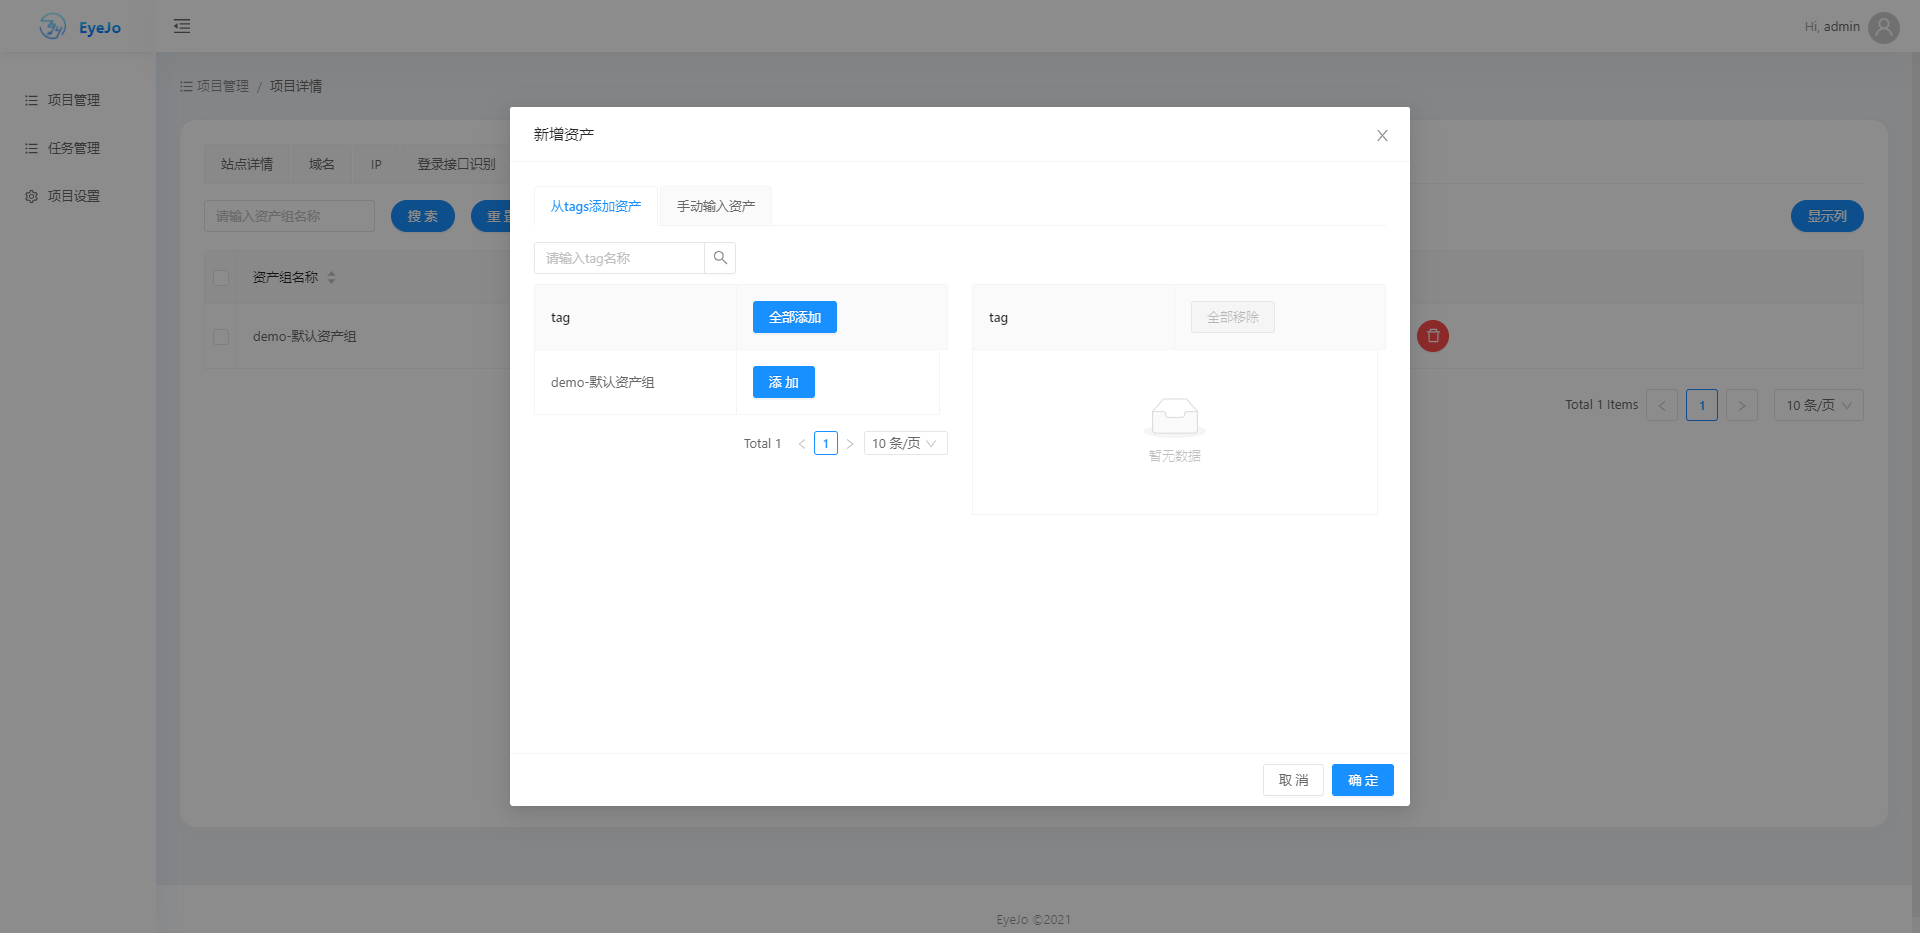 EyeJo
Hi, admin
项目管理
任务管理
项目设置
项目管理 / 项目详情
站点详情
域名
IP
登录接口识别
请输入资产组名称
搜 索
重
显示列
资产组名称
demo-默认资产组
Total 1 Items
1
10 条/页
新增资产
从tags添加资产
手动输入资产
请输入tag名称
tag
全部添加
demo-默认资产组
添 加
Total 1
1
10 条/页
tag
全部移除
暂无数据
取 消
确 定
EyeJo ©2021